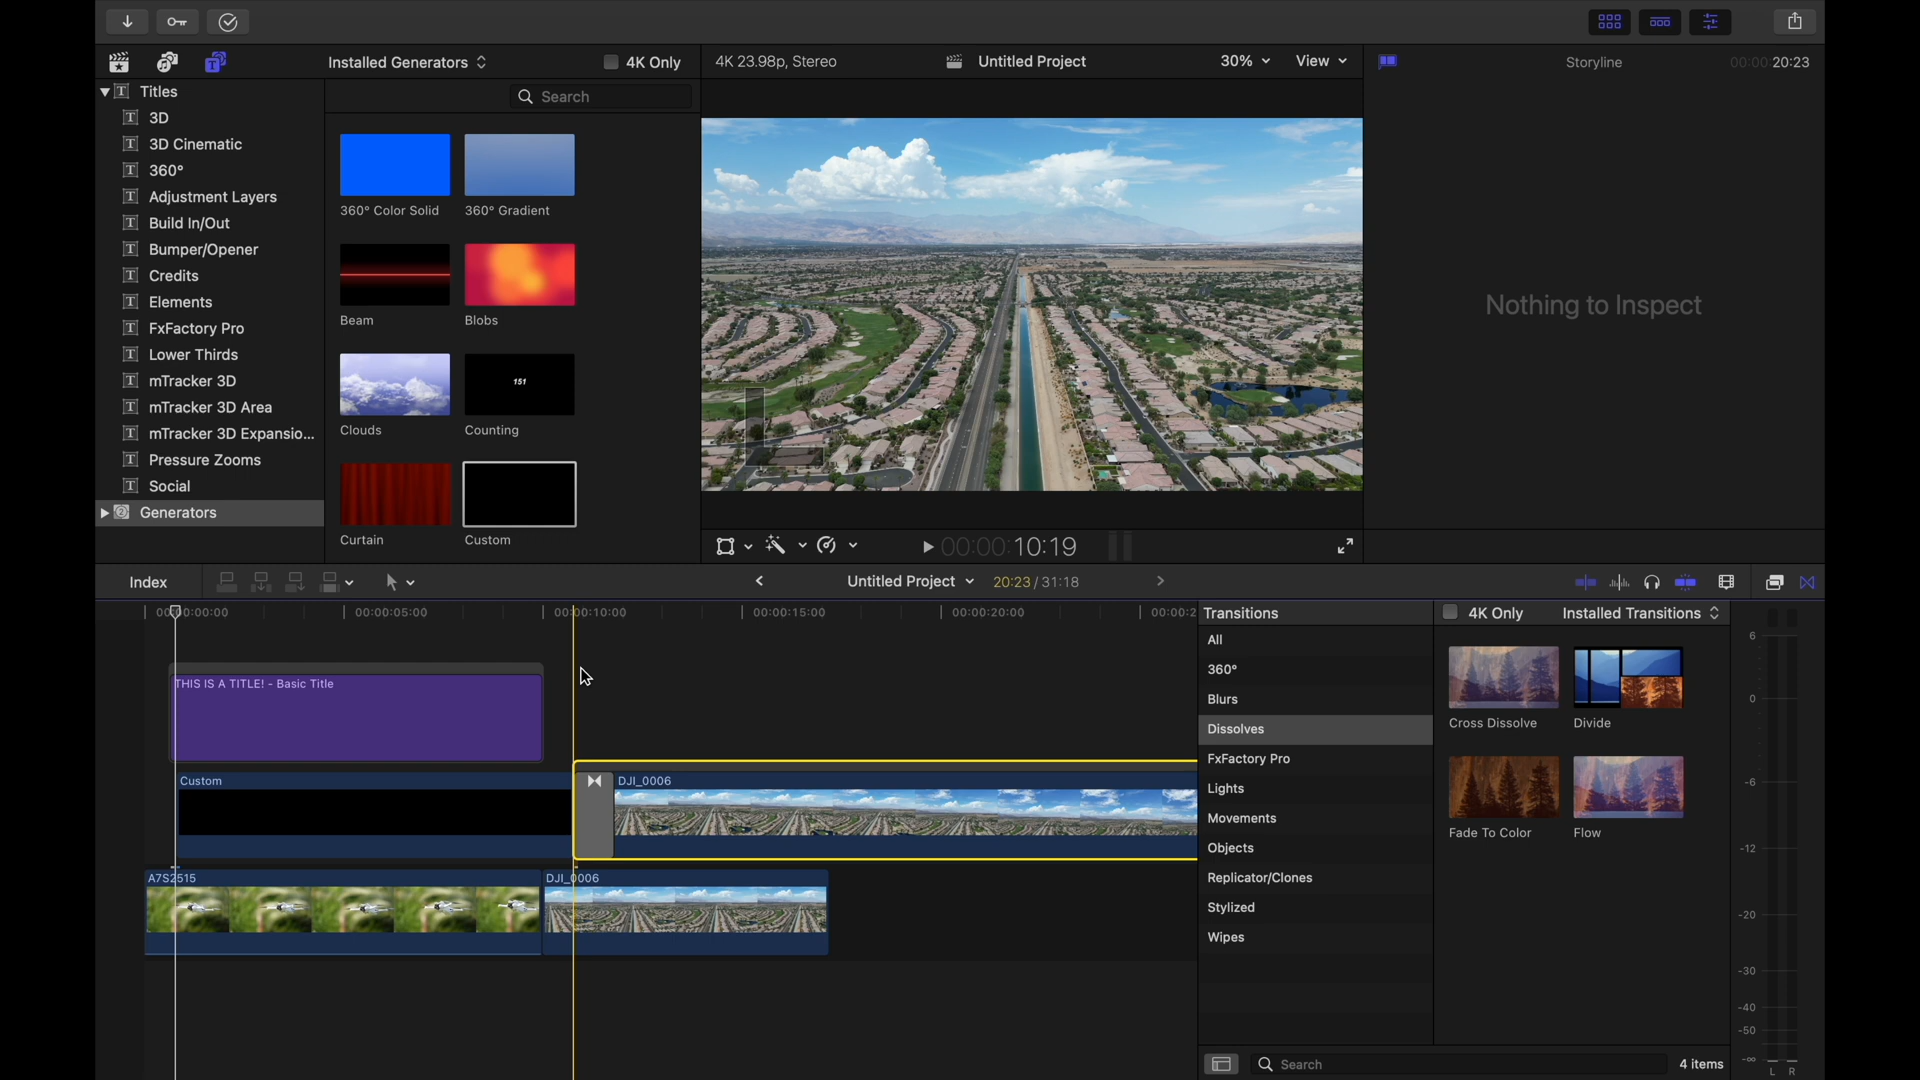 Installed Generators
4K Only
4K 23.98p, Stereo
Untitled Project
30%
View
Storyline
00:00:20:23
Titles
3D
3D Cinematic
360°
Adjustment Layers
Build In/Out
Bumper/Opener
Credits
Elements
FxFactory Pro
Lower Thirds
mTracker 3D
mTracker 3D Area
mTracker 3D Expansio...
Pressure Zooms
Social
Generators
Search
360° Color Solid
360° Gradient
Beam
Blobs
Clouds
151
Counting
Curtain
Custom
Nothing to Inspect
00:00:10:19
Index
Untitled Project
20:23 / 31:18
00:00:00:00
00:00:05:00
00:00:10:00
00:00:15:00
00:00:20:00
00:00:2
THIS IS A TITLE! - Basic Title
Custom
DJI_0006
A7S2515
DJI_0006
Transitions
All
360°
Blurs
Dissolves
FxFactory Pro
Lights
Movements
Objects
Replicator/Clones
Stylized
Wipes
4K Only
Installed Transitions
Cross Dissolve
Divide
Fade To Color
Flow
Search
4 items
6
0
-6
-12
-20
-30
-40
-50
-∞
L
R